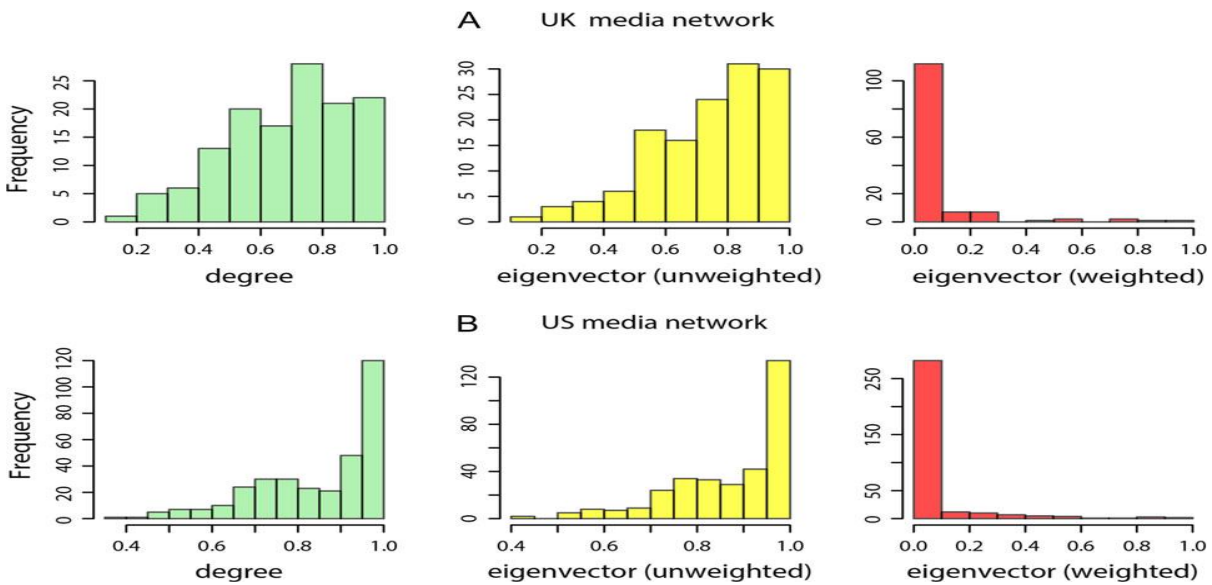 A UK media network
Frequency
0 5 10 15 20 25
0.2 0.4 0.6 0.8 1.0
degree
0 5 10 15 20 30
0.2 0.4 0.6 0.8 1.0
eigenvector (unweighted)
0 20 60 100
0.0 0.2 0.4 0.6 0.8 1.0
eigenvector (weighted)
B US media network
Frequency
0 20 40 60 80 100 120
0.4 0.6 0.8 1.0
degree
0 40 80 120
0.4 0.6 0.8 1.0
eigenvector (unweighted)
0 50 150 250
0.0 0.2 0.4 0.6 0.8 1.0
eigenvector (weighted)